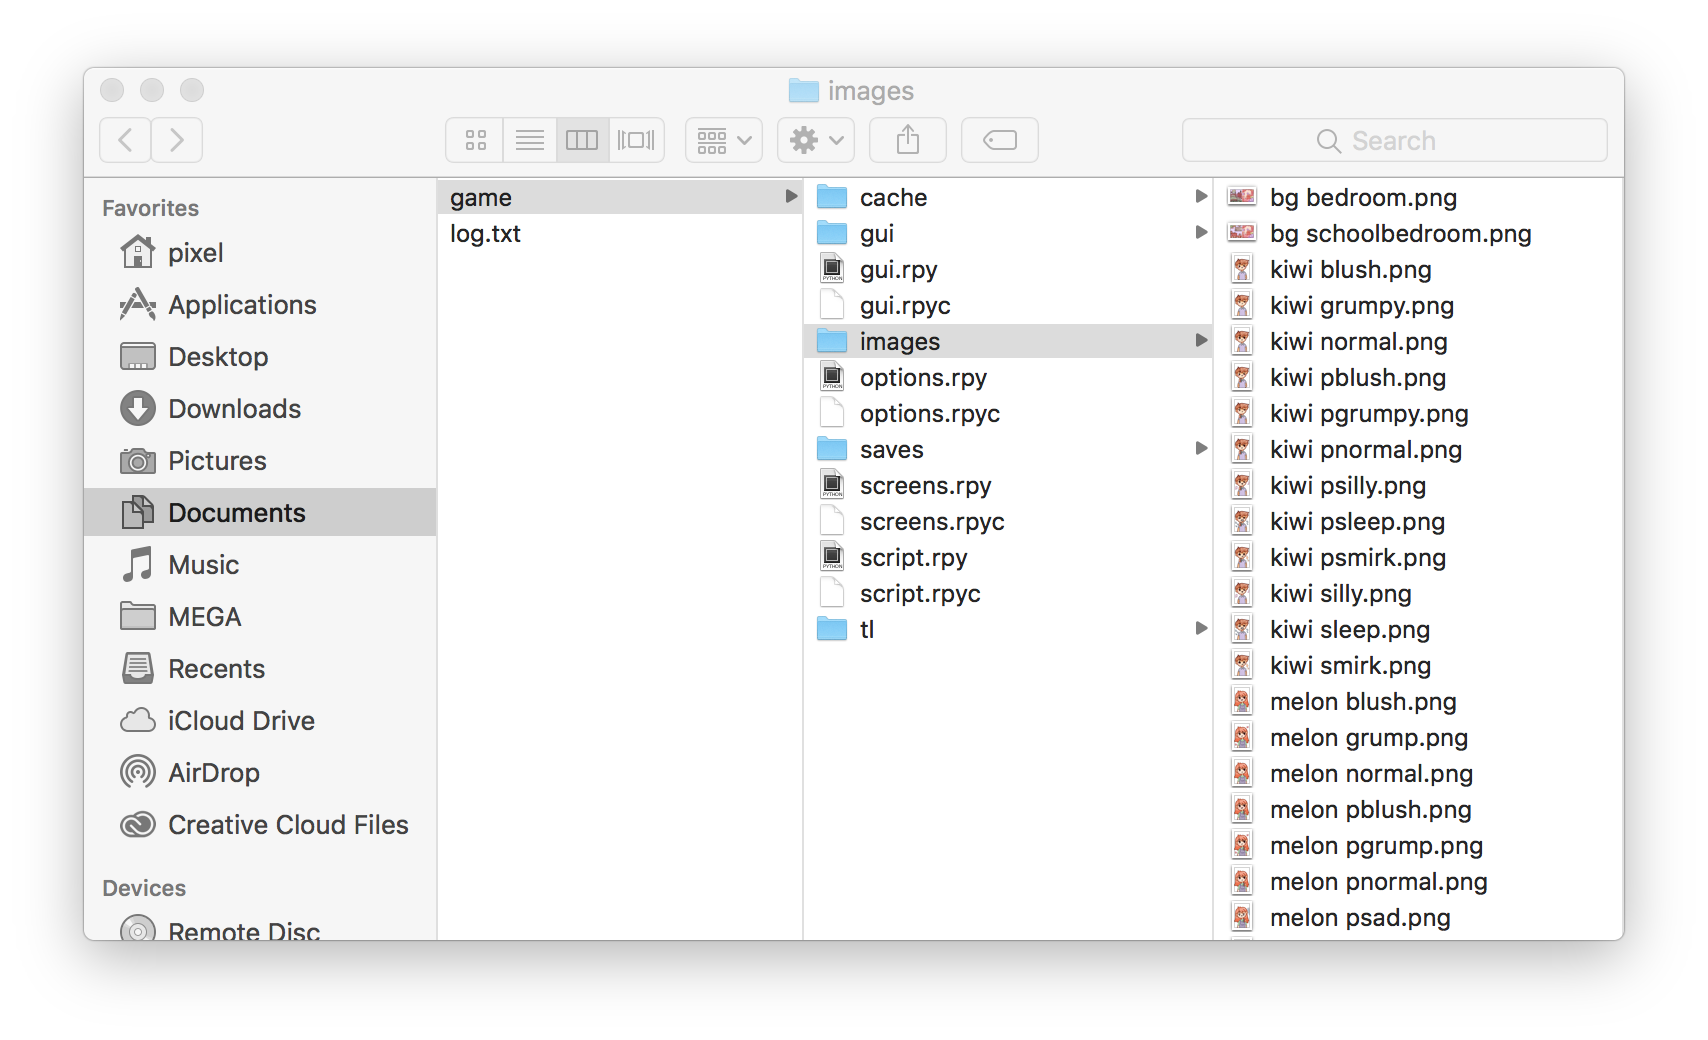 images
Search
Favorites
pixel
Applications
Desktop
Downloads
Pictures
Documents
Music
MEGA
Recents
iCloud Drive
AirDrop
Creative Cloud Files
Devices
Remote Disc
game
log.txt
cache
gui
gui.rpy
gui.rpyc
images
options.rpy
options.rpyc
saves
screens.rpy
screens.rpyc
script.rpy
script.rpyc
tl
bg bedroom.png
bg schoolbedroom.png
kiwi blush.png
kiwi grumpy.png
kiwi normal.png
kiwi pblush.png
kiwi pgrumpy.png
kiwi pnormal.png
kiwi psilly.png
kiwi psleep.png
kiwi psmirk.png
kiwi silly.png
kiwi sleep.png
kiwi smirk.png
melon blush.png
melon grump.png
melon normal.png
melon pblush.png
melon pgrump.png
melon pnormal.png
melon psad.png